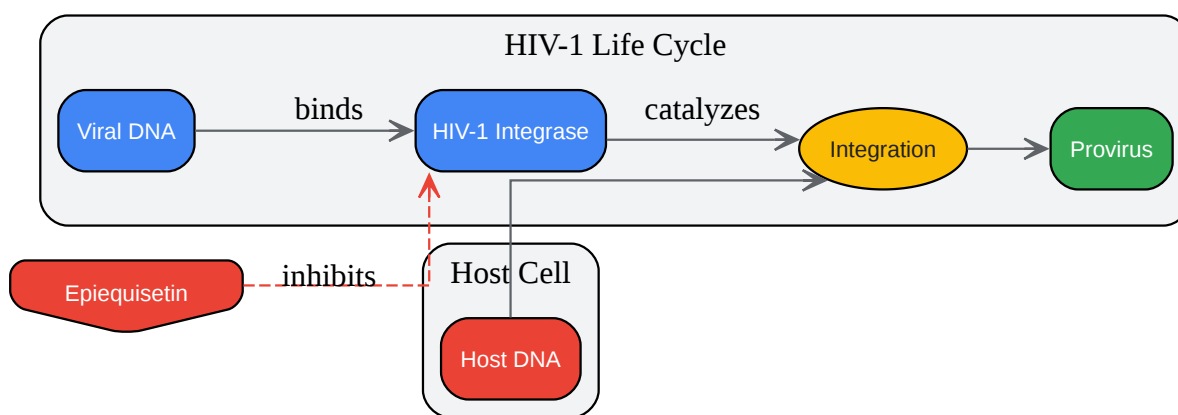 HIV-1 Life Cycle
Viral DNA
binds
HIV-1 Integrase
catalyzes
Integration
Provirus
Epiequisetin
inhibits
Host Cell
Host DNA